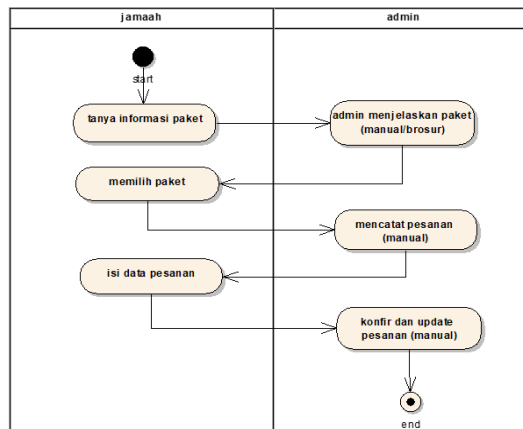 jamaah
admin
start
tanya informasi paket
admin menjelaskan paket
(manual/brosur)
memilih paket
mencatat pesanan
(manual)
isi data pesanan
konfir dan update
pesanan (manual)
end